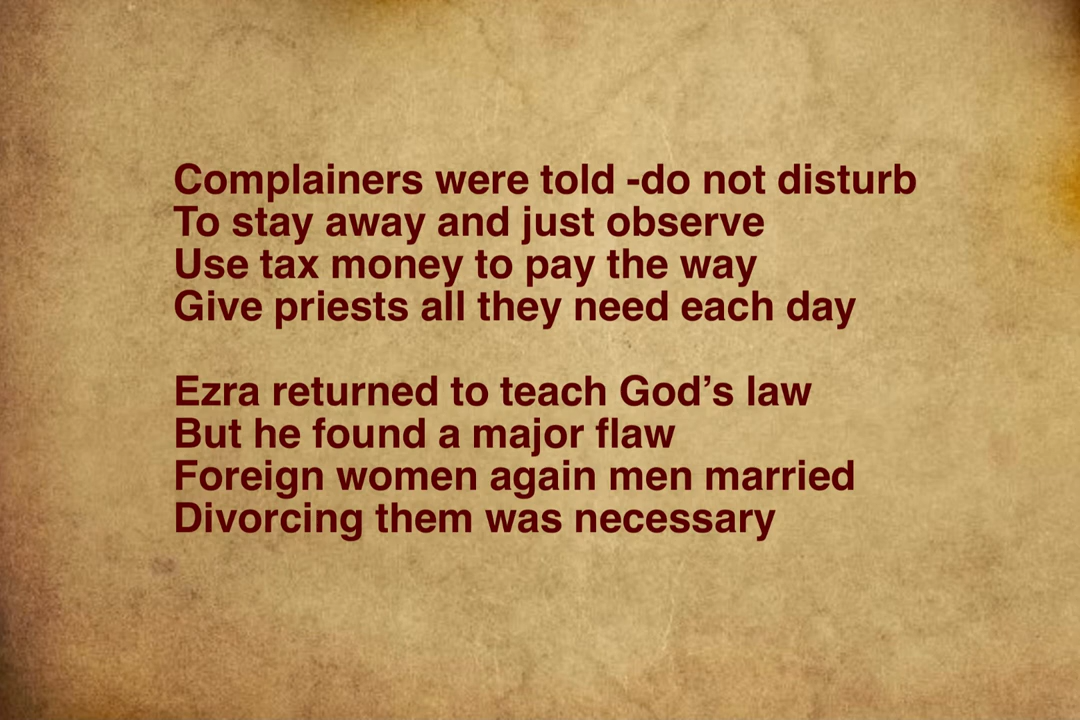 Complainers were told -do not disturb
To stay away and just observe
Use tax money to pay the way
Give priests all they need each day
Ezra returned to teach God’s law
But he found a major flaw
Foreign women again men married
Divorcing them was necessary